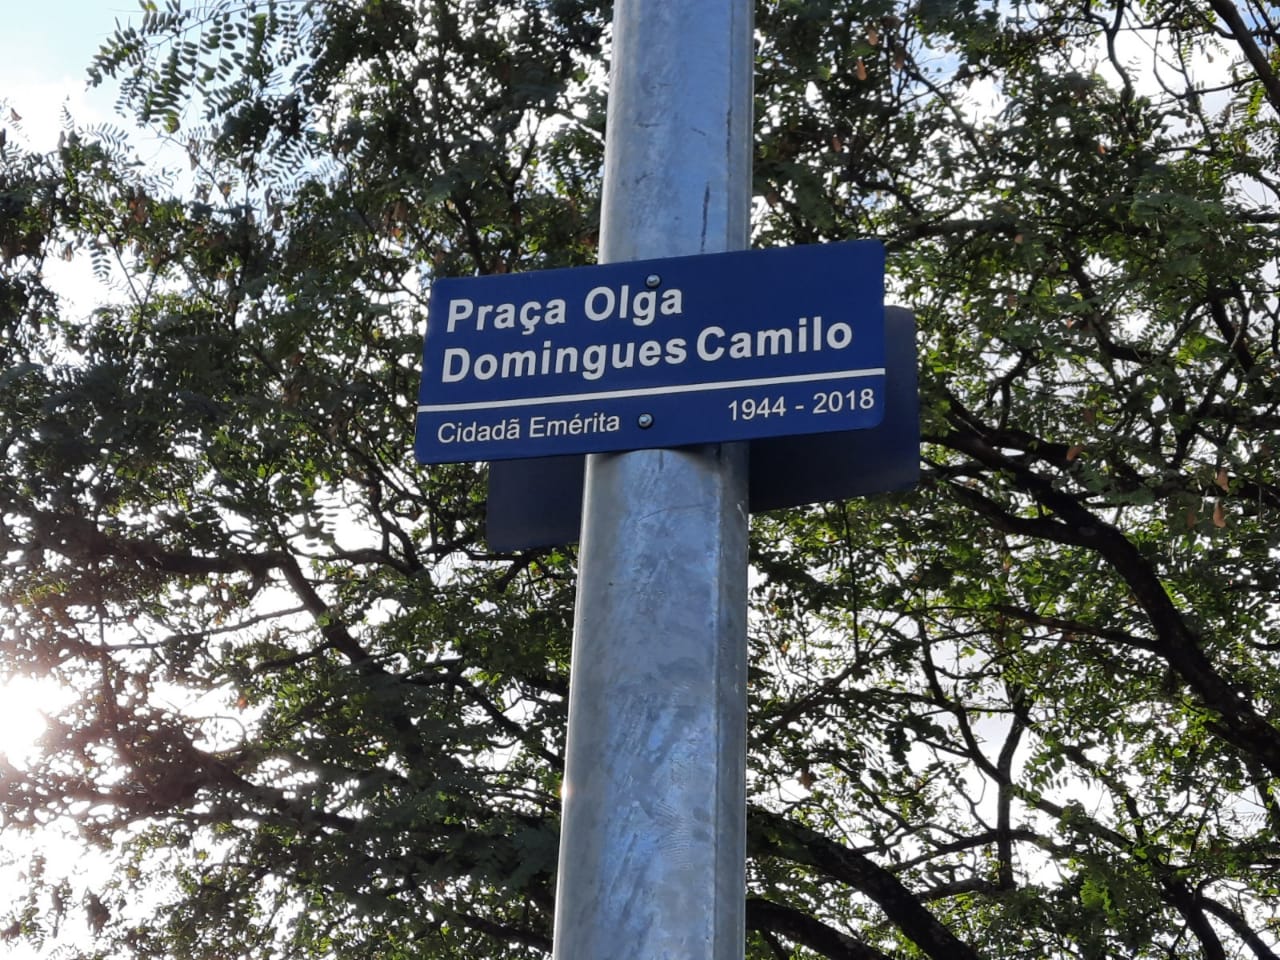 Praça Olga
Domingues Camilo
Cidadã Emérita 1944 - 2018